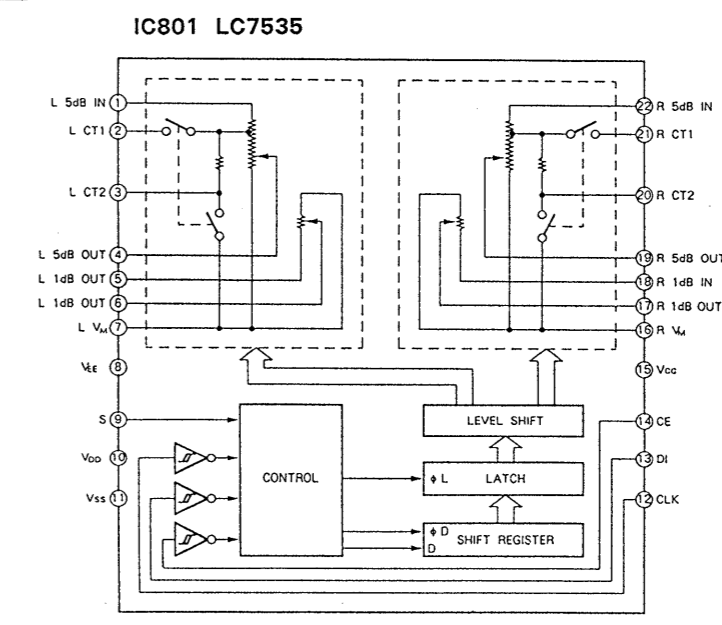 IC801 LC7535
L 5dB IN 1
L CT1 2
L CT2 3
L 5dB OUT 4
L 1dB OUT 5
L 1dB OUT 6
L VM 7
VEE 8
S 9
VDD 10
VSS 11
22 R 5dB IN
21 R CT1
20 R CT2
19 R 5dB OUT
18 R 1dB IN
17 R 1dB OUT
16 R VM
15 VCC
14 CE
13 DI
12 CLK
LEVEL SHIFT
CONTROL
ϕ L LATCH
ϕ D
D
SHIFT REGISTER